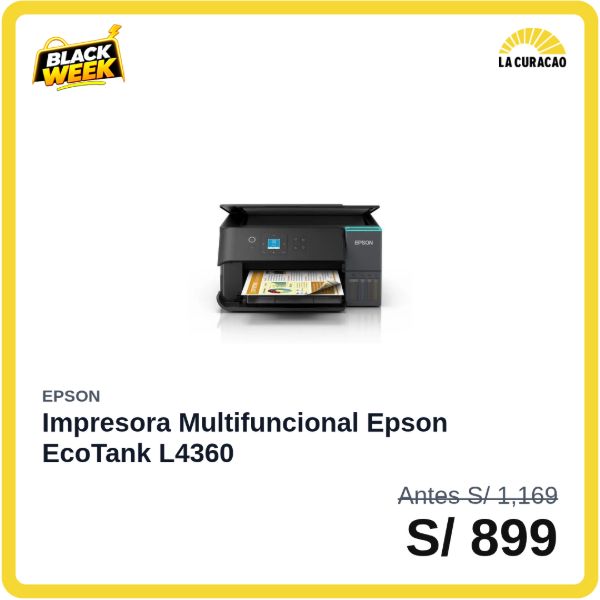 BLACK
WEEK
LA CURACAO
EPSON
EPSON
Impresora Multifuncional Epson
EcoTank L4360
Antes S/ 1,169
S/ 899